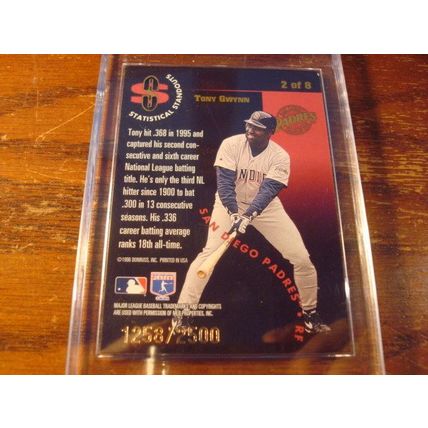 STATISTICAL STANDOUTS
2 of 8
TONY GWYNN
PADRES
Tony hit .368 in 1995 and
captured his second con-
secutive and sixth career
National League batting
title. He's only the third NL
hitter since 1900 to bat
.300 in 13 consecutive
seasons. His .336
career batting average
ranks 18th all-time.
©1996 DONRUSS, INC. PRINTED IN USA
SAN DIEGO PADRES • RF
MAJOR LEAGUE BASEBALL TRADEMARKS AND COPYRIGHTS
ARE USED WITH PERMISSION OF MLB PROPERTIES, INC.
1258/2500